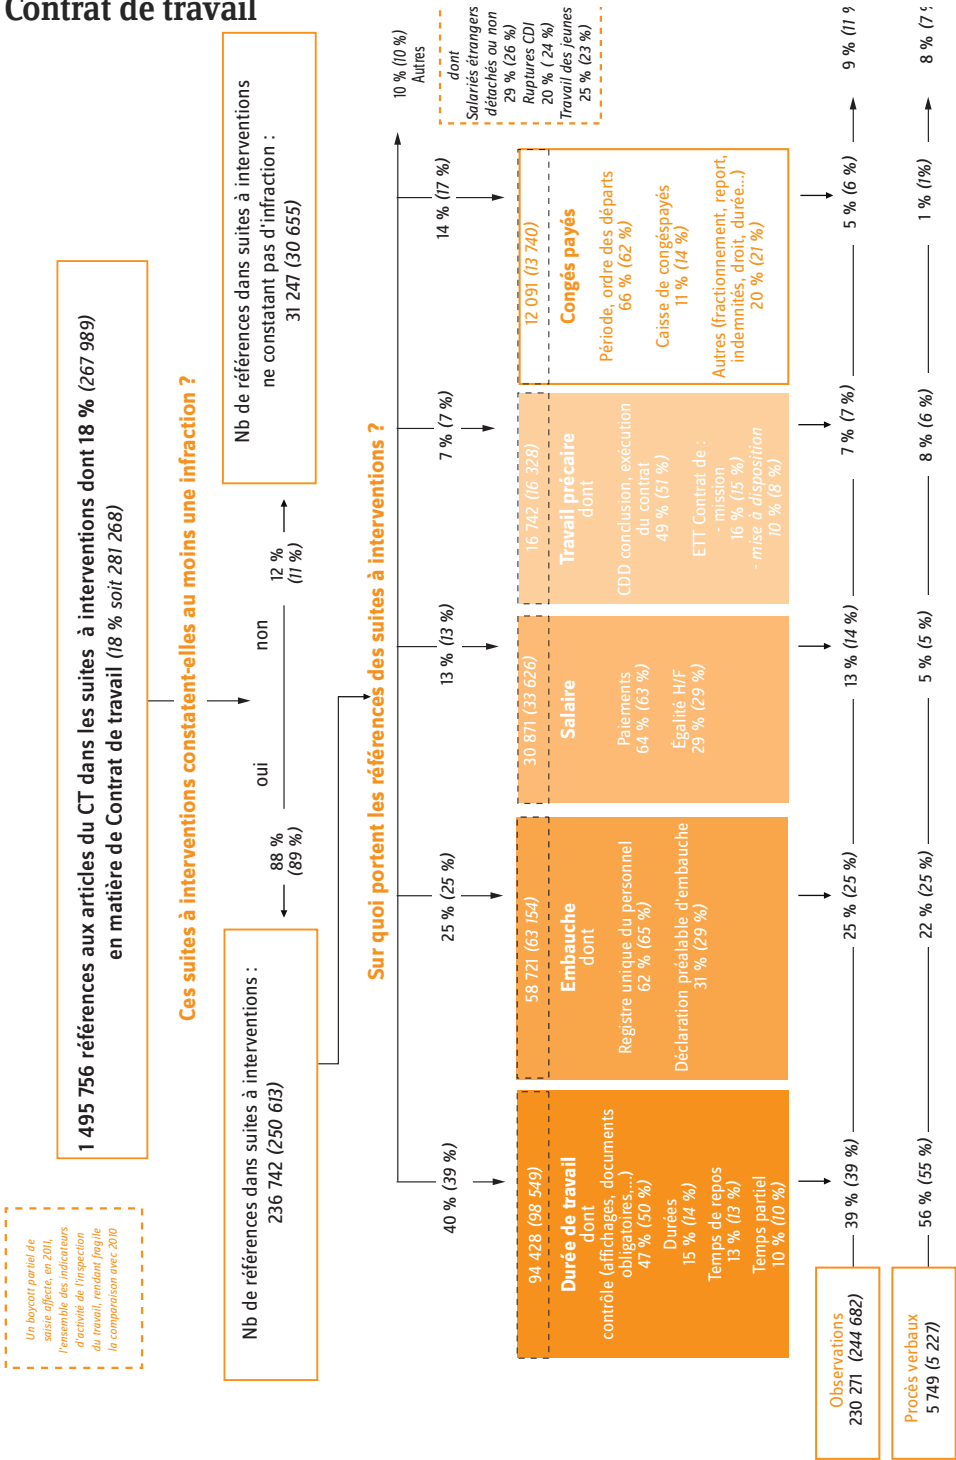 Contrat de travail
Un boycott partiel de
saisie affecte, en 2011,
l'ensemble des indicateurs
d'activité de l'inspection
du travail, rendant fragile
la comparaison avec 2010
1 495 756 références aux articles du CT dans les suites à interventions dont 18 % (267 989)
en matière de Contrat de travail (18 % soit 281 268)
Ces suites à interventions constatent-elles au moins une infraction ?
Nb de références dans suites à interventions :
236 742 (250 613)
88 %
(89 %)
oui
non
12 %
(11 %)
Nb de références dans suites à interventions
ne constatant pas d'infraction :
31 247 (30 655)
Sur quoi portent les références des suites à interventions ?
40 % (39 %)
25 % (25 %)
13 % (13 %)
7 % (7 %)
14 % (17 %)
10 % (10 %)
Autres
dont
Salariés étrangers
détachés ou non
29 % (26 %)
Ruptures CDI
20 % ( 24 %)
Travail des jeunes
25 % (23 %)
94 428 (98 549)
Durée de travail
dont
contrôle (affichages, documents
obligatoires,...)
47 % (50 %)
Durées
15 % (14 %)
Temps de repos
13 % (13 %)
Temps partiel
10 % (10 %)
58 721 (63 154)
Embauche
dont
Registre unique du personnel
62 % (65 %)
Déclaration préalable d'embauche
31 % (29 %)
30 871 (33 626)
Salaire
Paiements
64 % (63 %)
Égalité H/F
29 % (29 %)
16 742 (16 328)
Travail précaire
dont
CDD conclusion, exécution
du contrat
49 % (51 %)
ETT Contrat de :
- mission
16 % (15 %)
- mise à disposition
10 % (8 %)
12 091 (13 740)
Congés payés
Période, ordre des départs
66 % (62 %)
Caisse de congéspayés
11 % (14 %)
Autres (fractionnement, report,
indemnités, droit, durée...)
20 % (21 %)
Observations
230 271 (244 682)
39 % (39 %)
25 % (25 %)
13 % (14 %)
7 % (7 %)
5 % (6 %)
9 % (11 %
Procès verbaux
5 749 (5 227)
56 % (55 %)
22 % (25 %)
5 % (5 %)
8 % (6 %)
1 % (1%)
8 % (7 %